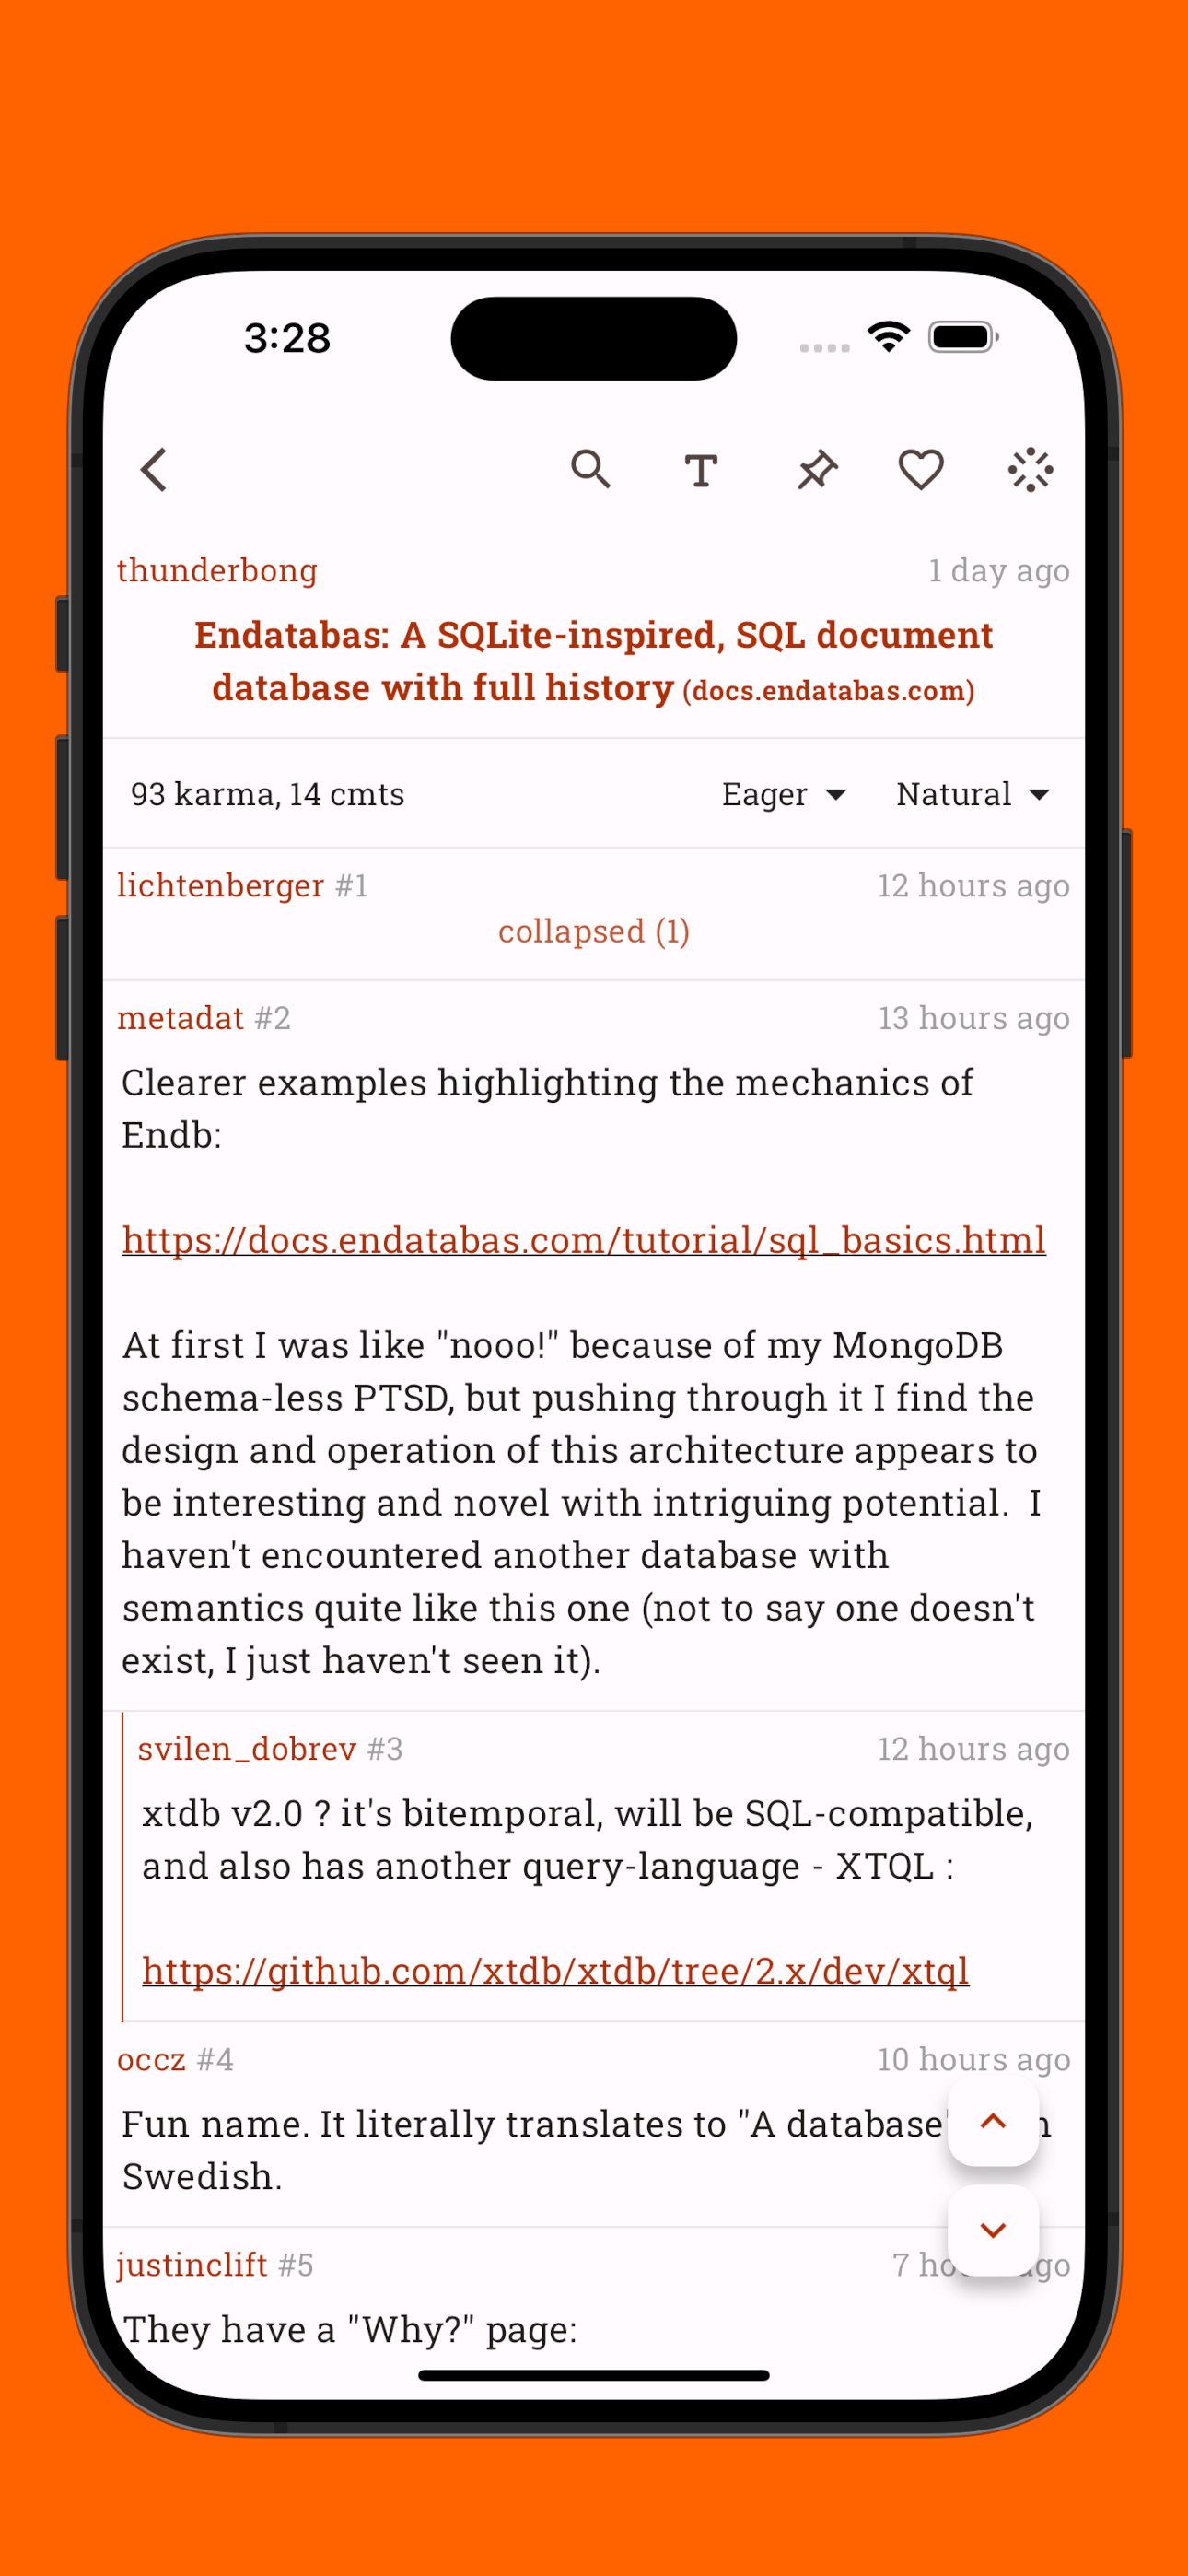 3:28
thunderbong 1 day ago
Endatabas: A SQLite-inspired, SQL document
database with full history (docs.endatabas.com)
93 karma, 14 cmts Eager Natural
lichtenberger #1 12 hours ago
collapsed (1)
metadat #2 13 hours ago
Clearer examples highlighting the mechanics of
Endb:
https://docs.endatabas.com/tutorial/sql_basics.html
At first I was like "nooo!" because of my MongoDB
schema-less PTSD, but pushing through it I find the
design and operation of this architecture appears to
be interesting and novel with intriguing potential.  I
haven't encountered another database with
semantics quite like this one (not to say one doesn't
exist, I just haven't seen it).
svilen_dobrev #3 12 hours ago
xtdb v2.0 ? it's bitemporal, will be SQL-compatible,
and also has another query-language - XTQL :
https://github.com/xtdb/xtdb/tree/2.x/dev/xtql
occz #4 10 hours ago
Fun name. It literally translates to "A database"
Swedish.
justinclift #5 7
They have a "Why?" page: